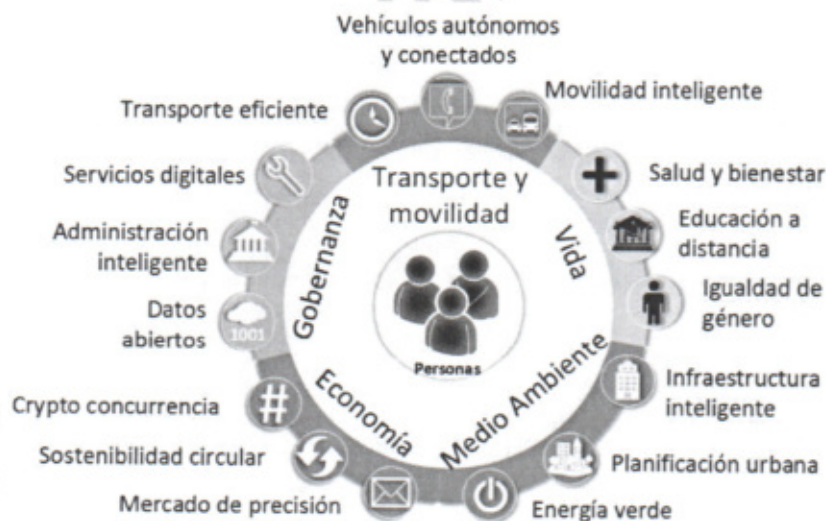 Vehículos autónomos
y conectados
Transporte eficiente
Movilidad inteligente
Servicios digitales
Transporte y
movilidad
Salud y bienestar
Administración
inteligente
Gobernanza
Vida
Educación a
distancia
Datos
abiertos
1001
Igualdad de
género
Personas
Economía
Medio Ambiente
Crypto concurrencia
#
Infraestructura
inteligente
Sostenibilidad circular
Planificación urbana
Mercado de precisión
Energía verde